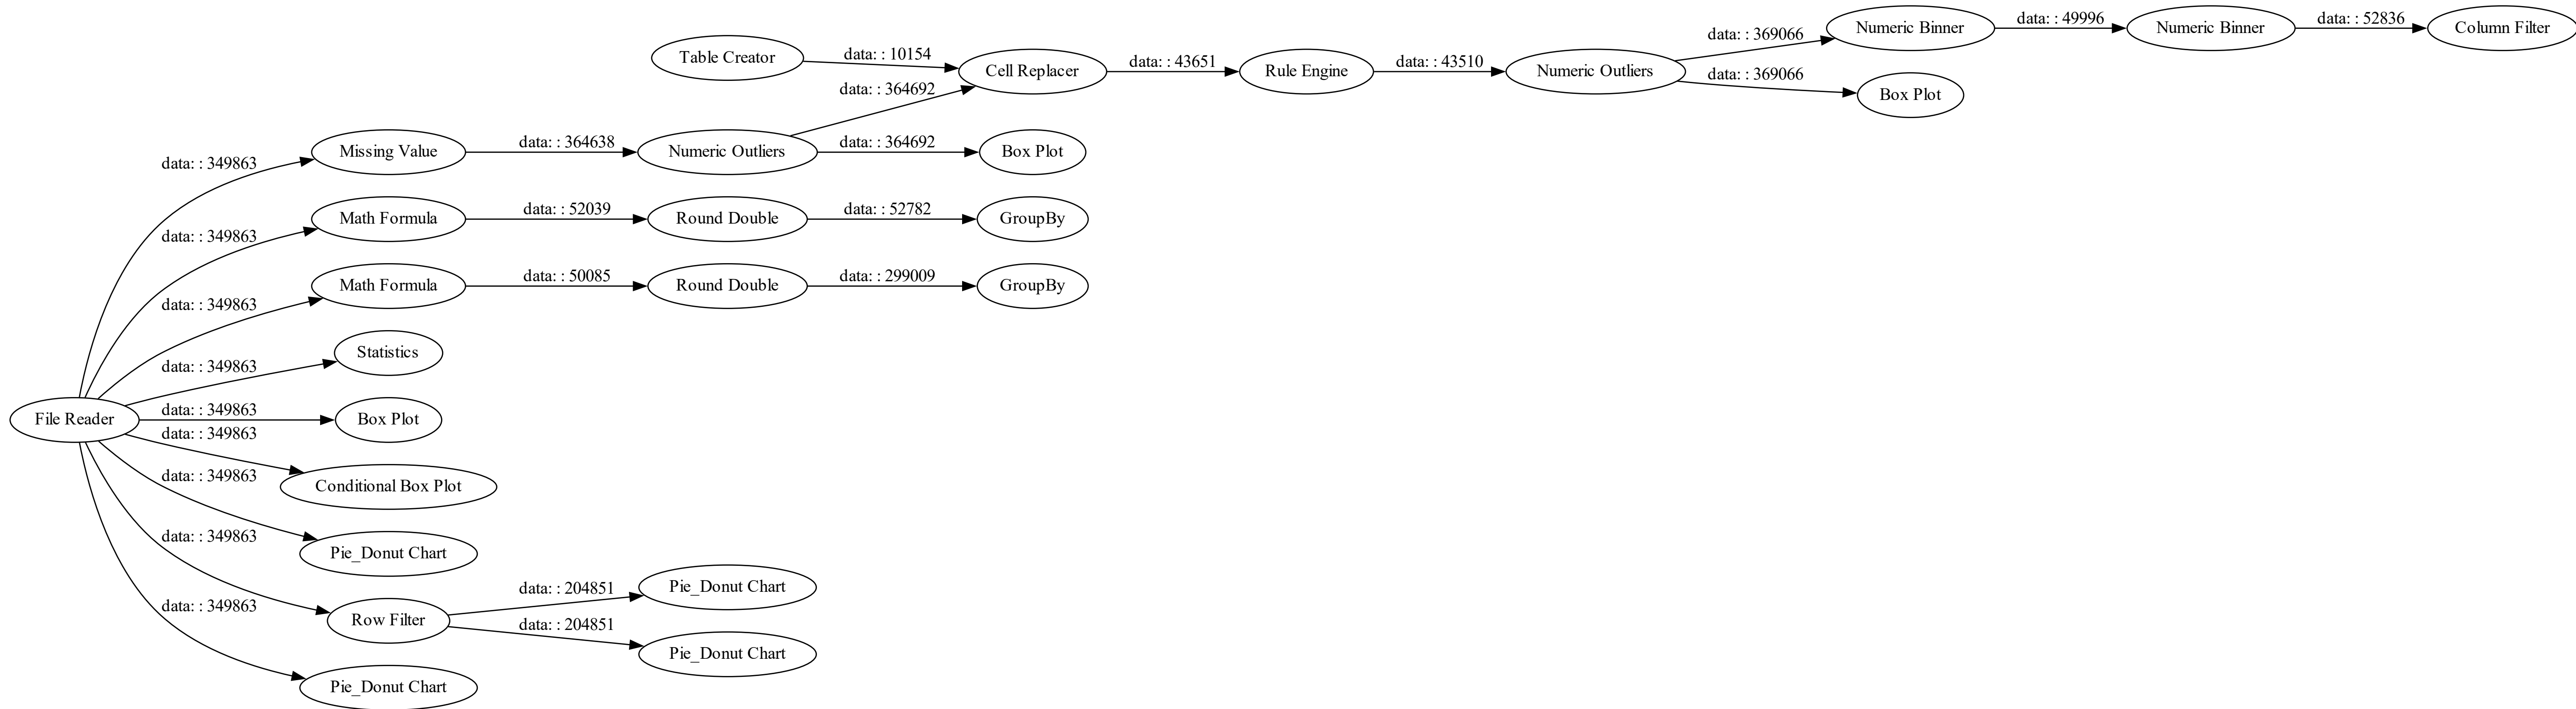 Numeric Binner
data: : 49996
Numeric Binner
data: : 52836
Column Filter
data: : 369066
Table Creator
data: : 10154
Cell Replacer
data: : 43651
Rule Engine
data: : 43510
Numeric Outliers
data: : 369066
Box Plot
data: : 364692
data: : 349863
Missing Value
data: : 364638
Numeric Outliers
data: : 364692
Box Plot
data: : 349863
Math Formula
data: : 52039
Round Double
data: : 52782
GroupBy
data: : 349863
Math Formula
data: : 50085
Round Double
data: : 299009
GroupBy
data: : 349863
Statistics
File Reader
data: : 349863
Box Plot
data: : 349863
Conditional Box Plot
data: : 349863
Pie_Donut Chart
data: : 349863
Row Filter
data: : 204851
Pie_Donut Chart
data: : 204851
Pie_Donut Chart
data: : 349863
Pie_Donut Chart